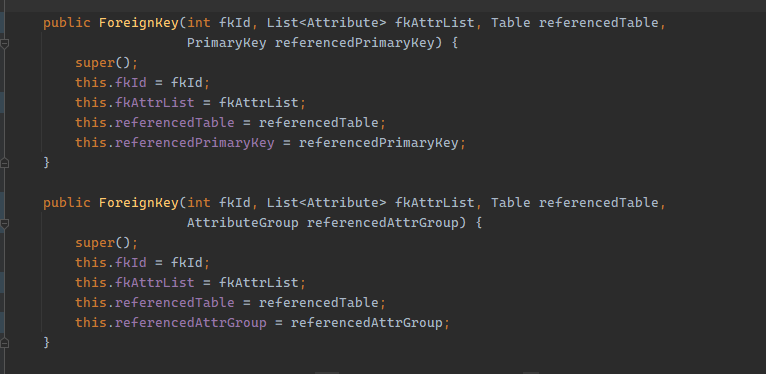 public ForeignKey(int fkId, List<Attribute> fkAttrList, Table referencedTable,
PrimaryKey referencedPrimaryKey) {
super();
this.fkId = fkId;
this.fkAttrList = fkAttrList;
this.referencedTable = referencedTable;
this.referencedPrimaryKey = referencedPrimaryKey;
}
public ForeignKey(int fkId, List<Attribute> fkAttrList, Table referencedTable,
AttributeGroup referencedAttrGroup) {
super();
this.fkId = fkId;
this.fkAttrList = fkAttrList;
this.referencedTable = referencedTable;
this.referencedAttrGroup = referencedAttrGroup;
}